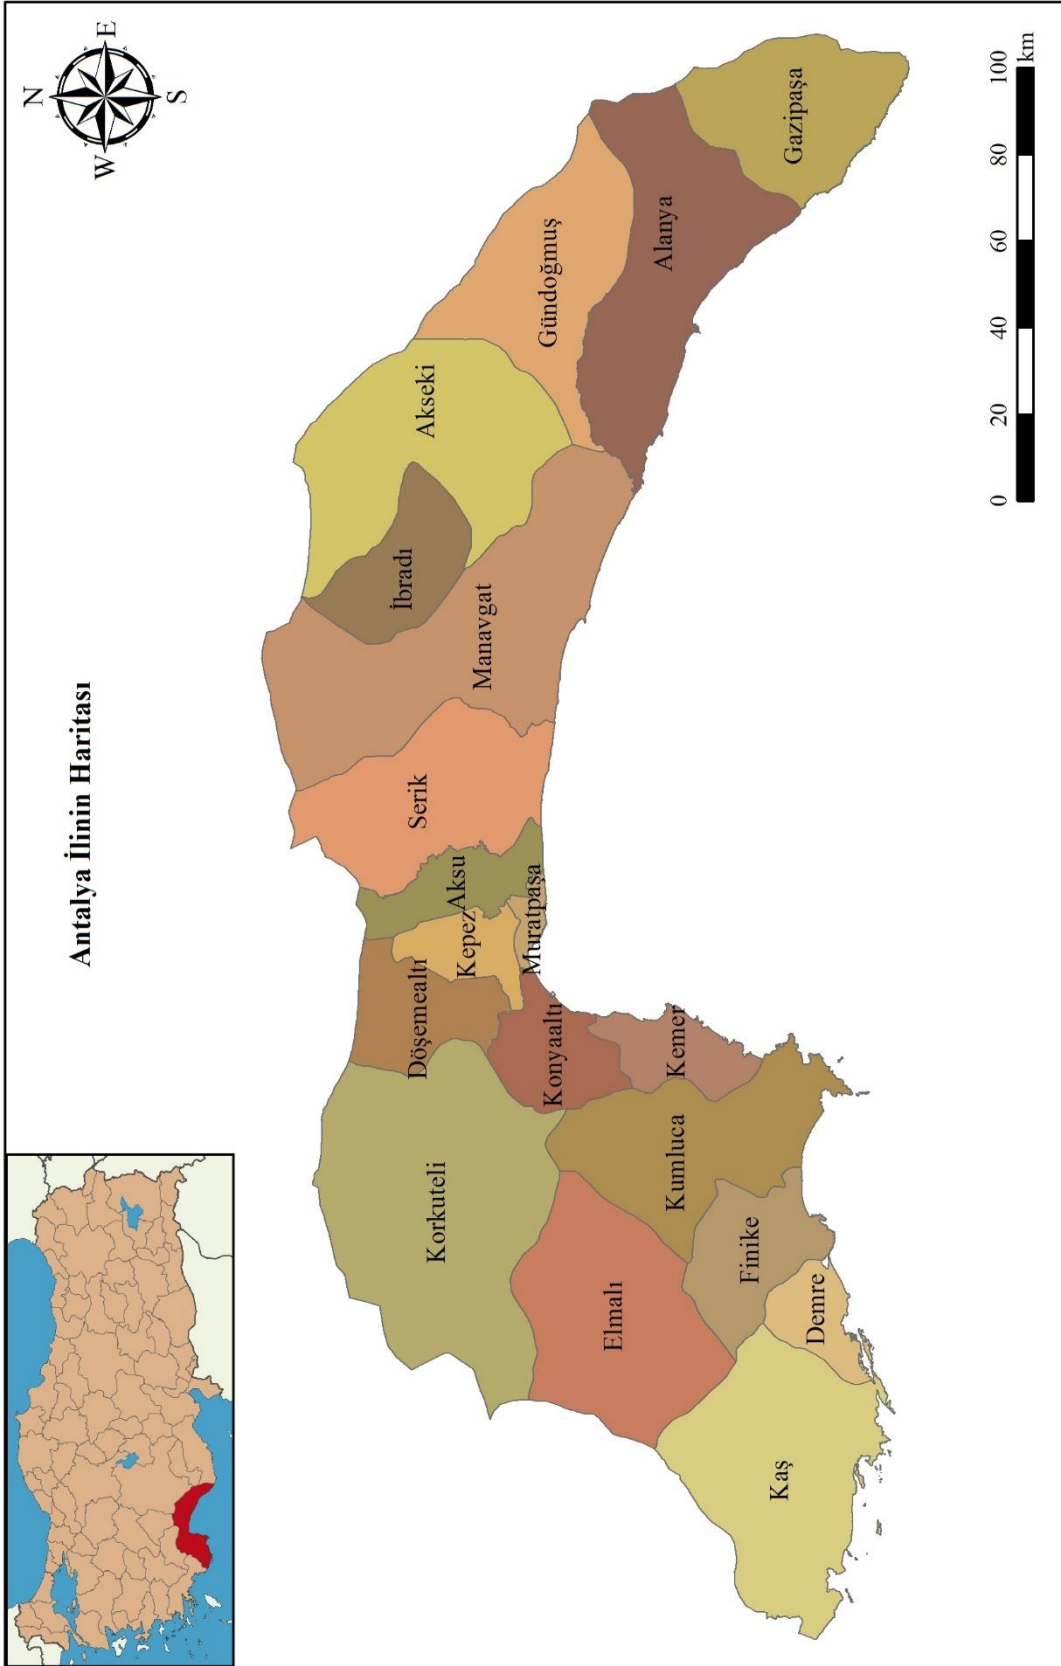 Antalya İlinin Haritası
N
W
E
S
Korkuteli
Döşemealtı
Kepez
Aksu
Serik
Manavgat
İbradı
Akseki
Gündoğmuş
Alanya
Gazipaşa
Muratpaşa
Konyaaltı
Kemer
Kumluca
Elmalı
Finike
Demre
Kaş
0 20 40 60 80 100
km